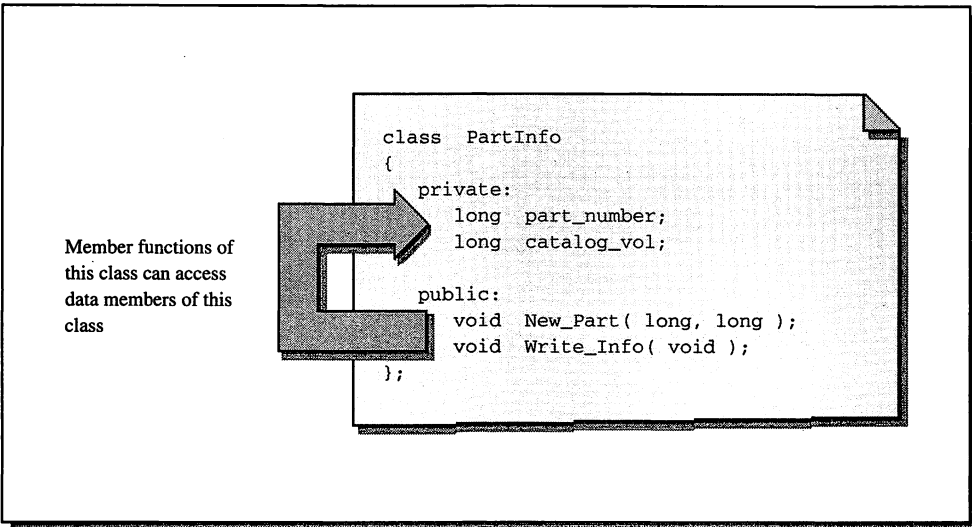 Member functions of
this class can access
data members of this
class
class PartInfo
{
private:
long part_number;
long catalog_vol;
public:
void New_Part( long, long );
void Write_Info( void );
};